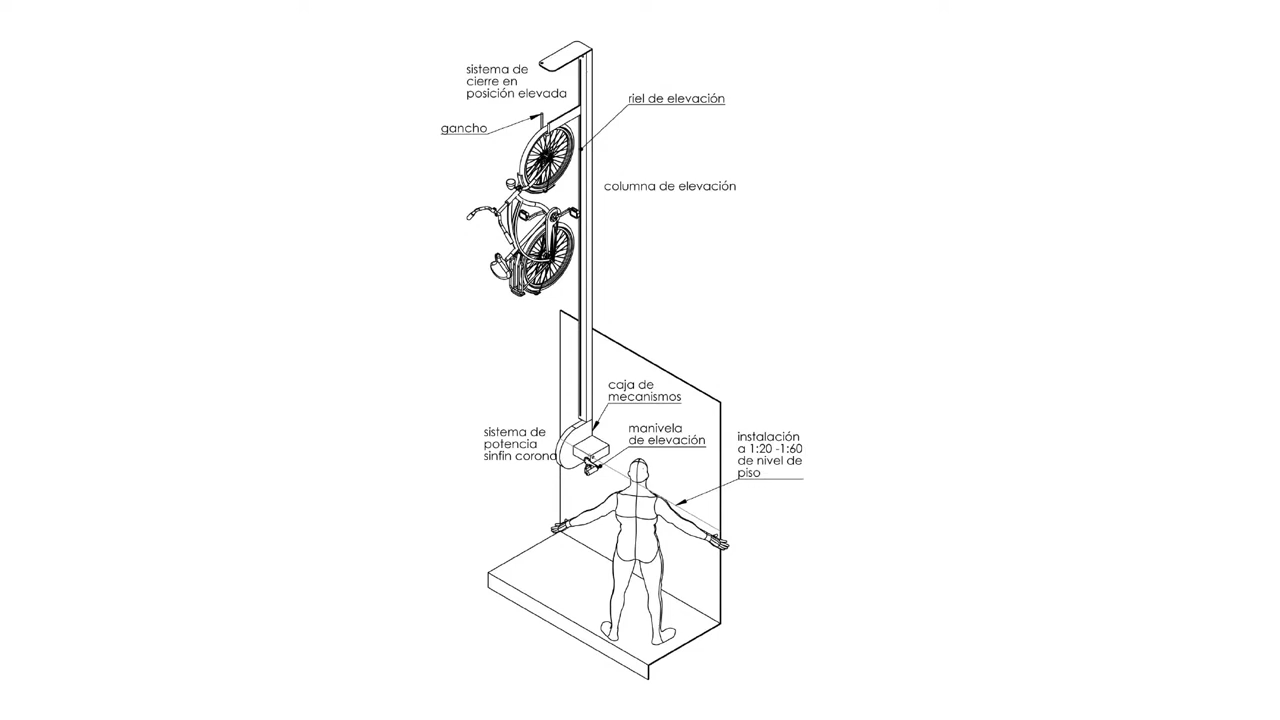 sistema de
cierre en
posición elevada
gancho
riel de elevación
columna de elevación
caja de
mecanismos
manivela
de elevación
sistema de
potencia
sinfin corona
instalación
a 1:20 -1:60
de nivel de
piso